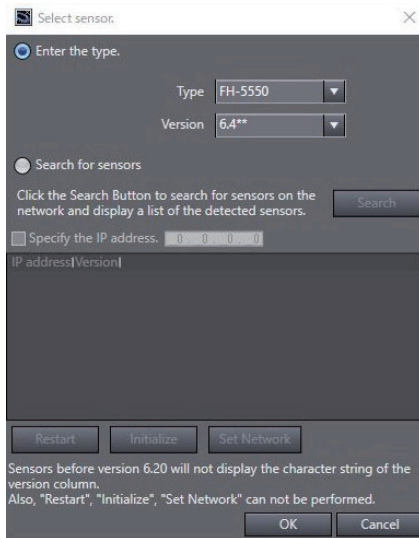 Select sensor.
Enter the type.
Type FH-5550
Version 6.4**
Search for sensors
Click the Search Button to search for sensors on the
network and display a list of the detected sensors.
Search
Specify the IP address. 0 . 0 . 0 . 0
IP address Version
Restart Initialize Set Network
Sensors before version 6.20 will not display the character string of the
version column.
Also, "Restart", "Initialize", "Set Network" can not be performed.
OK Cancel